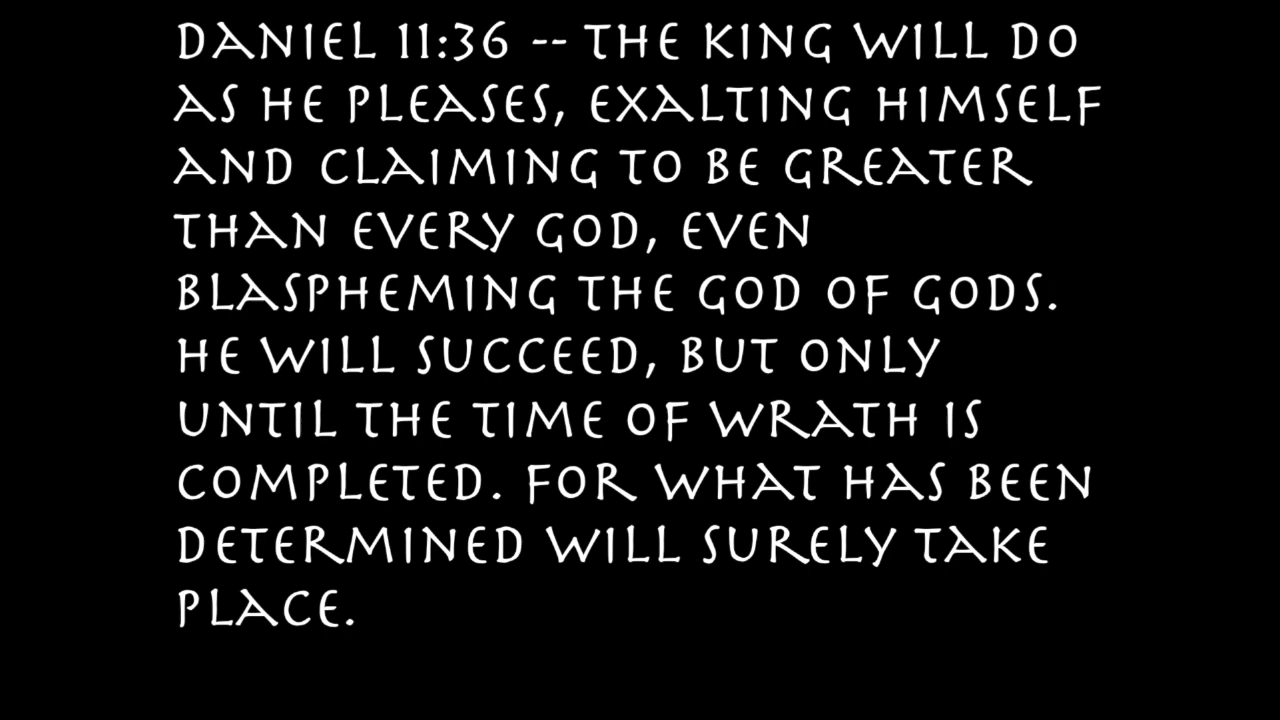 DANIEL 11:36 -- THE KING WILL DO
AS HE PLEASES, EXALTING HIMSELF
AND CLAIMING TO BE GREATER
THAN EVERY GOD, EVEN
BLASPHEMING THE GOD OF GODS.
HE WILL SUCCEED, BUT ONLY
UNTIL THE TIME OF WRATH IS
COMPLETED. FOR WHAT HAS BEEN
DETERMINED WILL SURELY TAKE
PLACE.